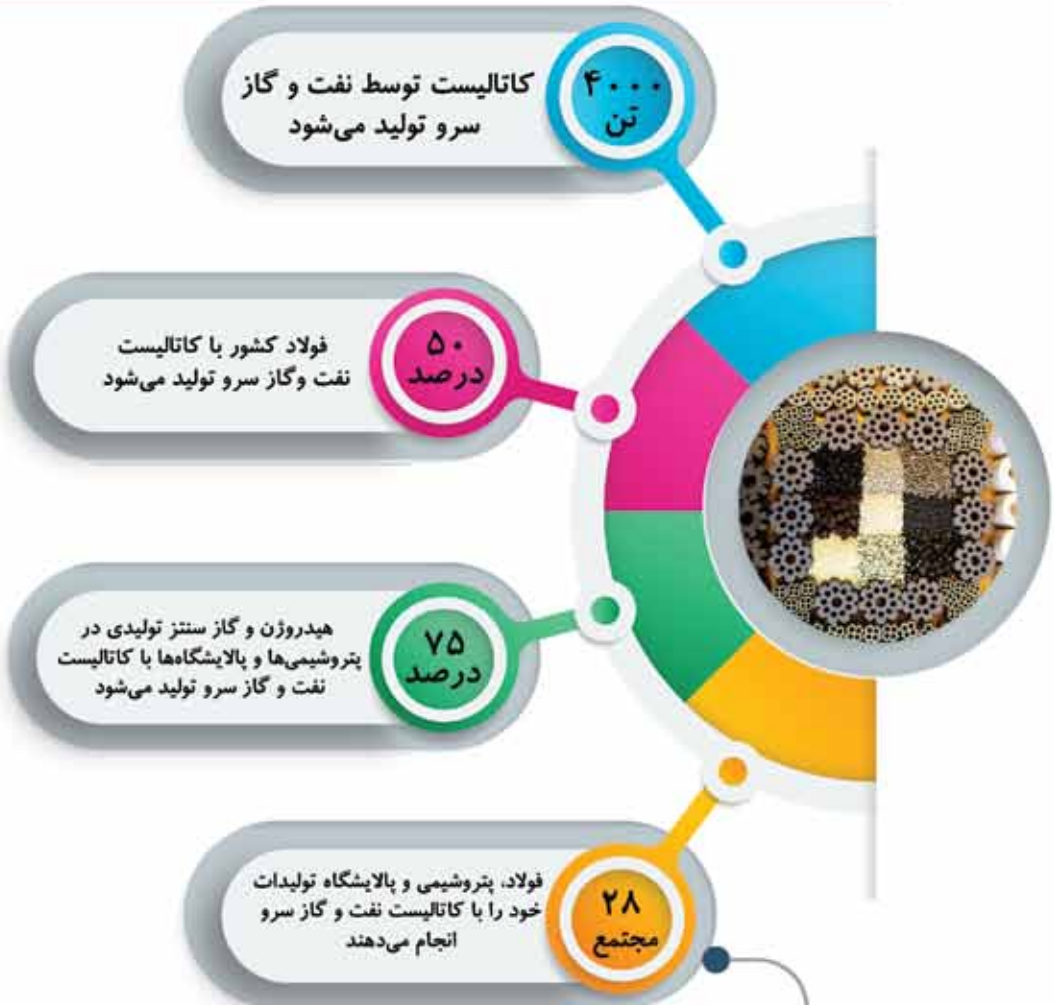 ۴۰۰۰
تن
کاتالیست توسط نفت و گاز
سرو تولید می‌شود
۵۰
درصد
فولاد کشور با کاتالیست
نفت وگاز سرو تولید می‌شود
۷۵
درصد
هیدروژن و گاز سنتز تولیدی در
پتروشیمی‌ها و پالایشگاه‌ها با کاتالیست
نفت و گاز سرو تولید می‌شود
۲۸
مجتمع
فولاد، پتروشیمی و پالایشگاه تولیدات
خود را با کاتالیست نفت و گاز سرو
انجام می‌دهند